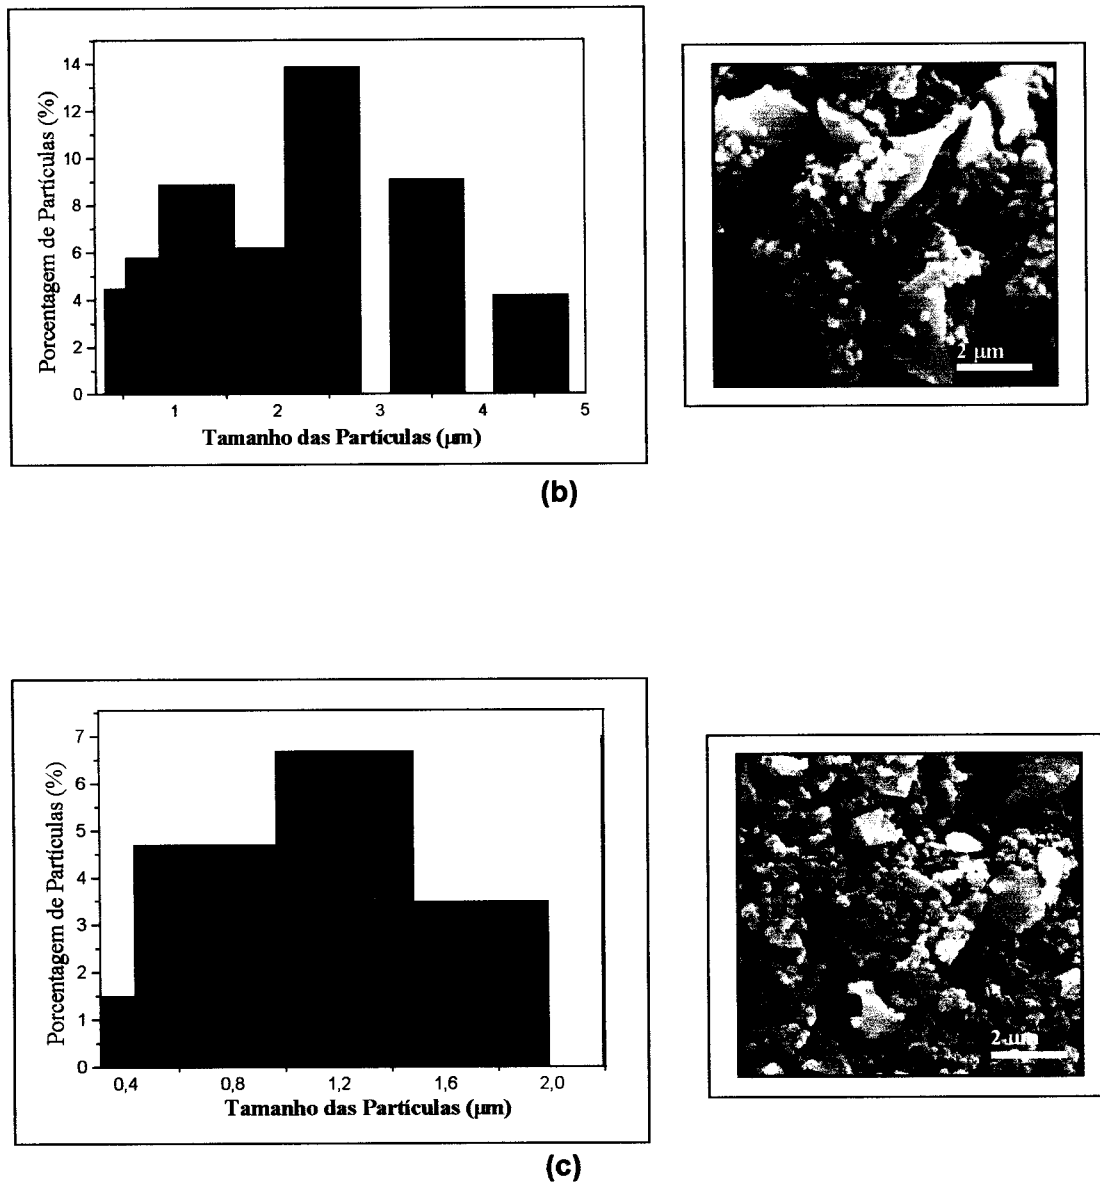 Porcentagem de Partículas (%)
14
12
10
8
6
4
2
0
1 2 3 4 5
Tamanho das Partículas (µm)
2 µm
(b)
Porcentagem de Partículas (%)
7
6
5
4
3
2
1
0
0,4 0,8 1,2 1,6 2,0
Tamanho das Partículas (µm)
2 µm
(c)